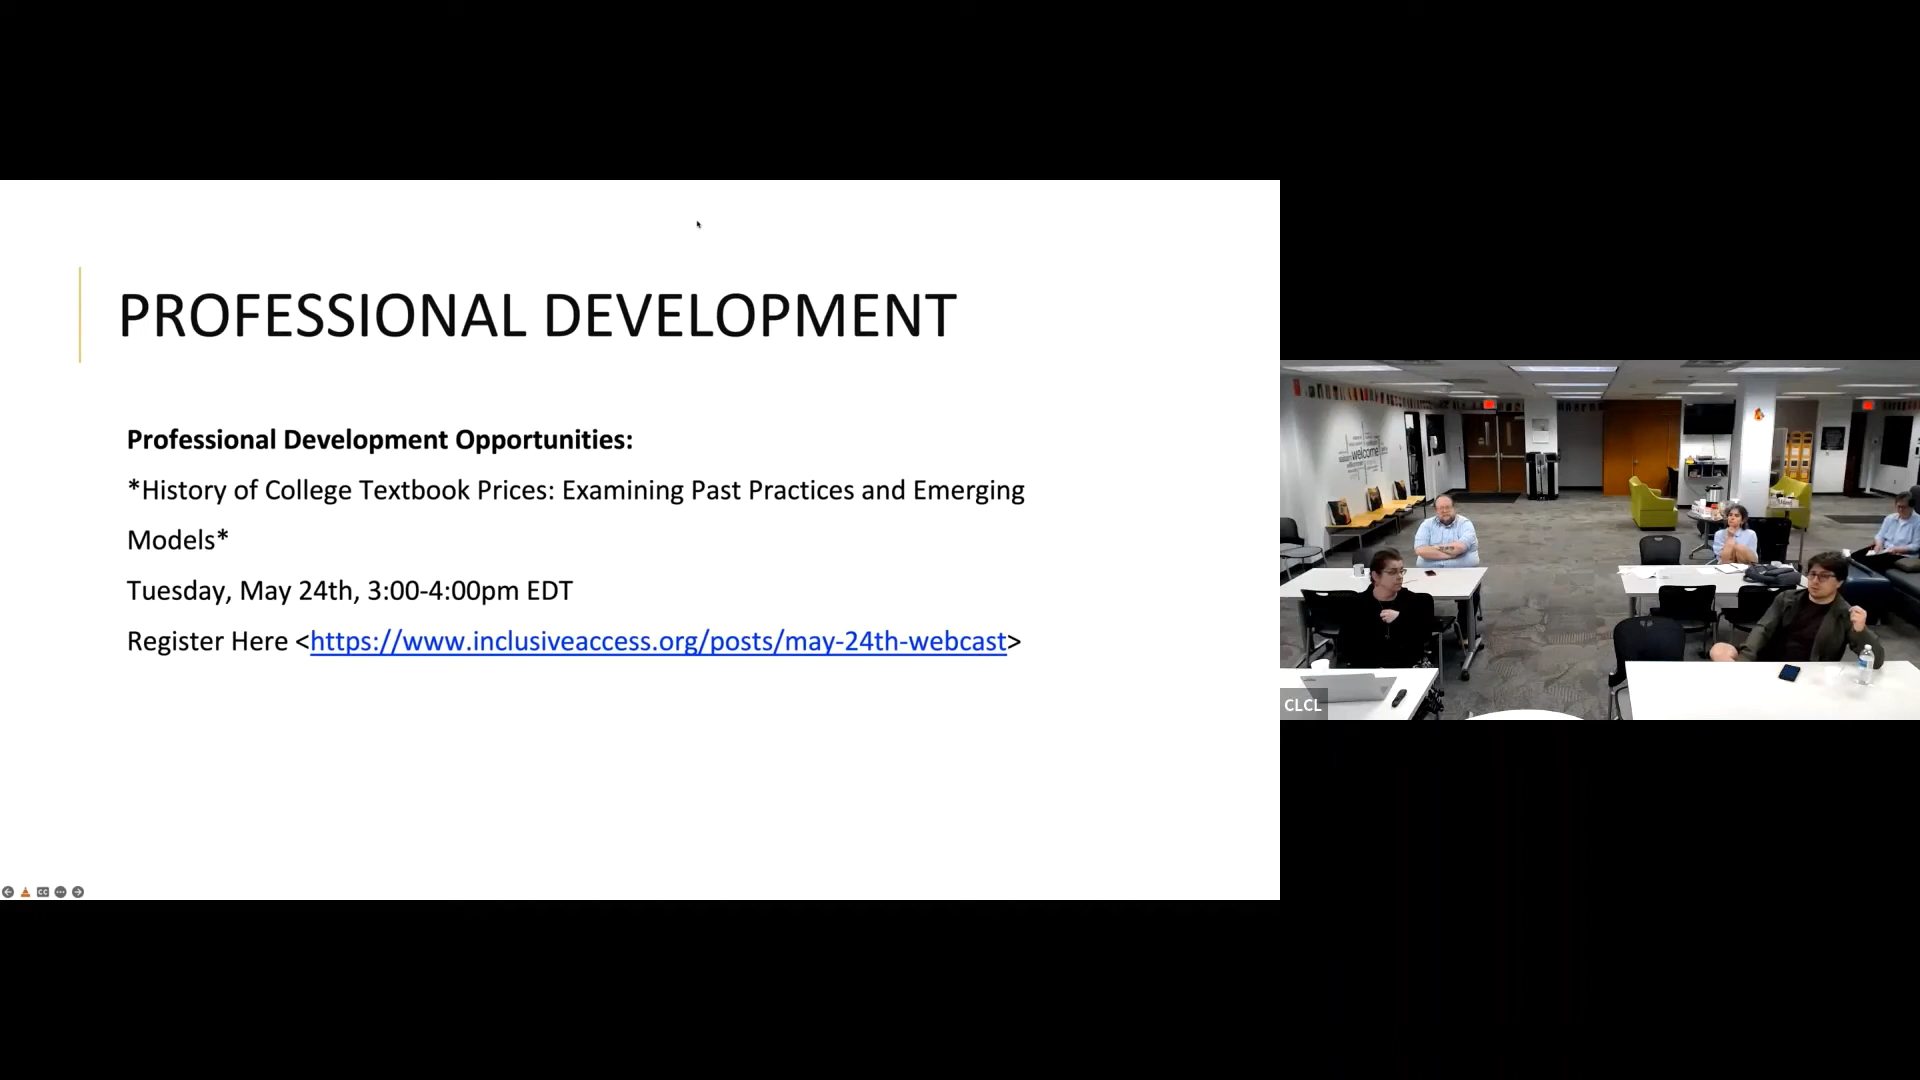 PROFESSIONAL DEVELOPMENT
Professional Development Opportunities:
*History of College Textbook Prices: Examining Past Practices and Emerging
Models*
Tuesday, May 24th, 3:00-4:00pm EDT
Register Here <https://www.inclusiveaccess.org/posts/may-24th-webcast>
welcome
CLCL